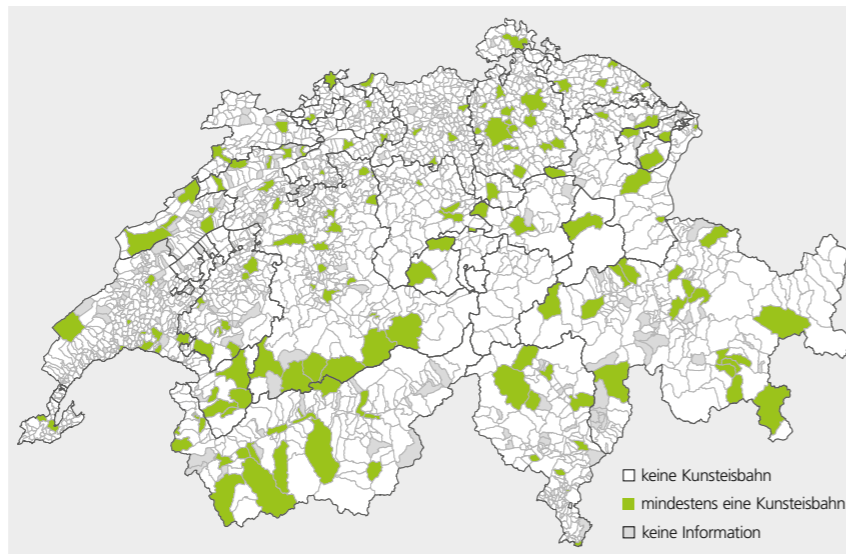 keine Kunsteisbahn
mindestens eine Kunsteisbahn
keine Information